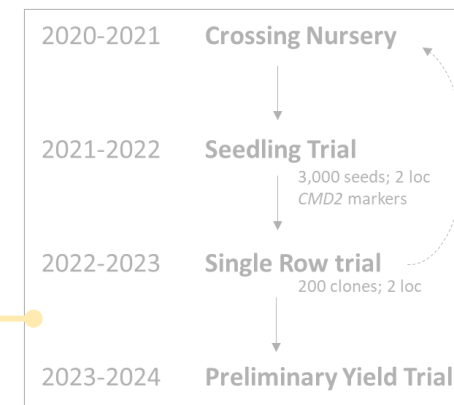 2020-2021 Crossing Nursery
2021-2022 Seedling Trial
3,000 seeds; 2 loc
CMD2 markers
2022-2023 Single Row trial
200 clones; 2 loc
2023-2024 Preliminary Yield Trial